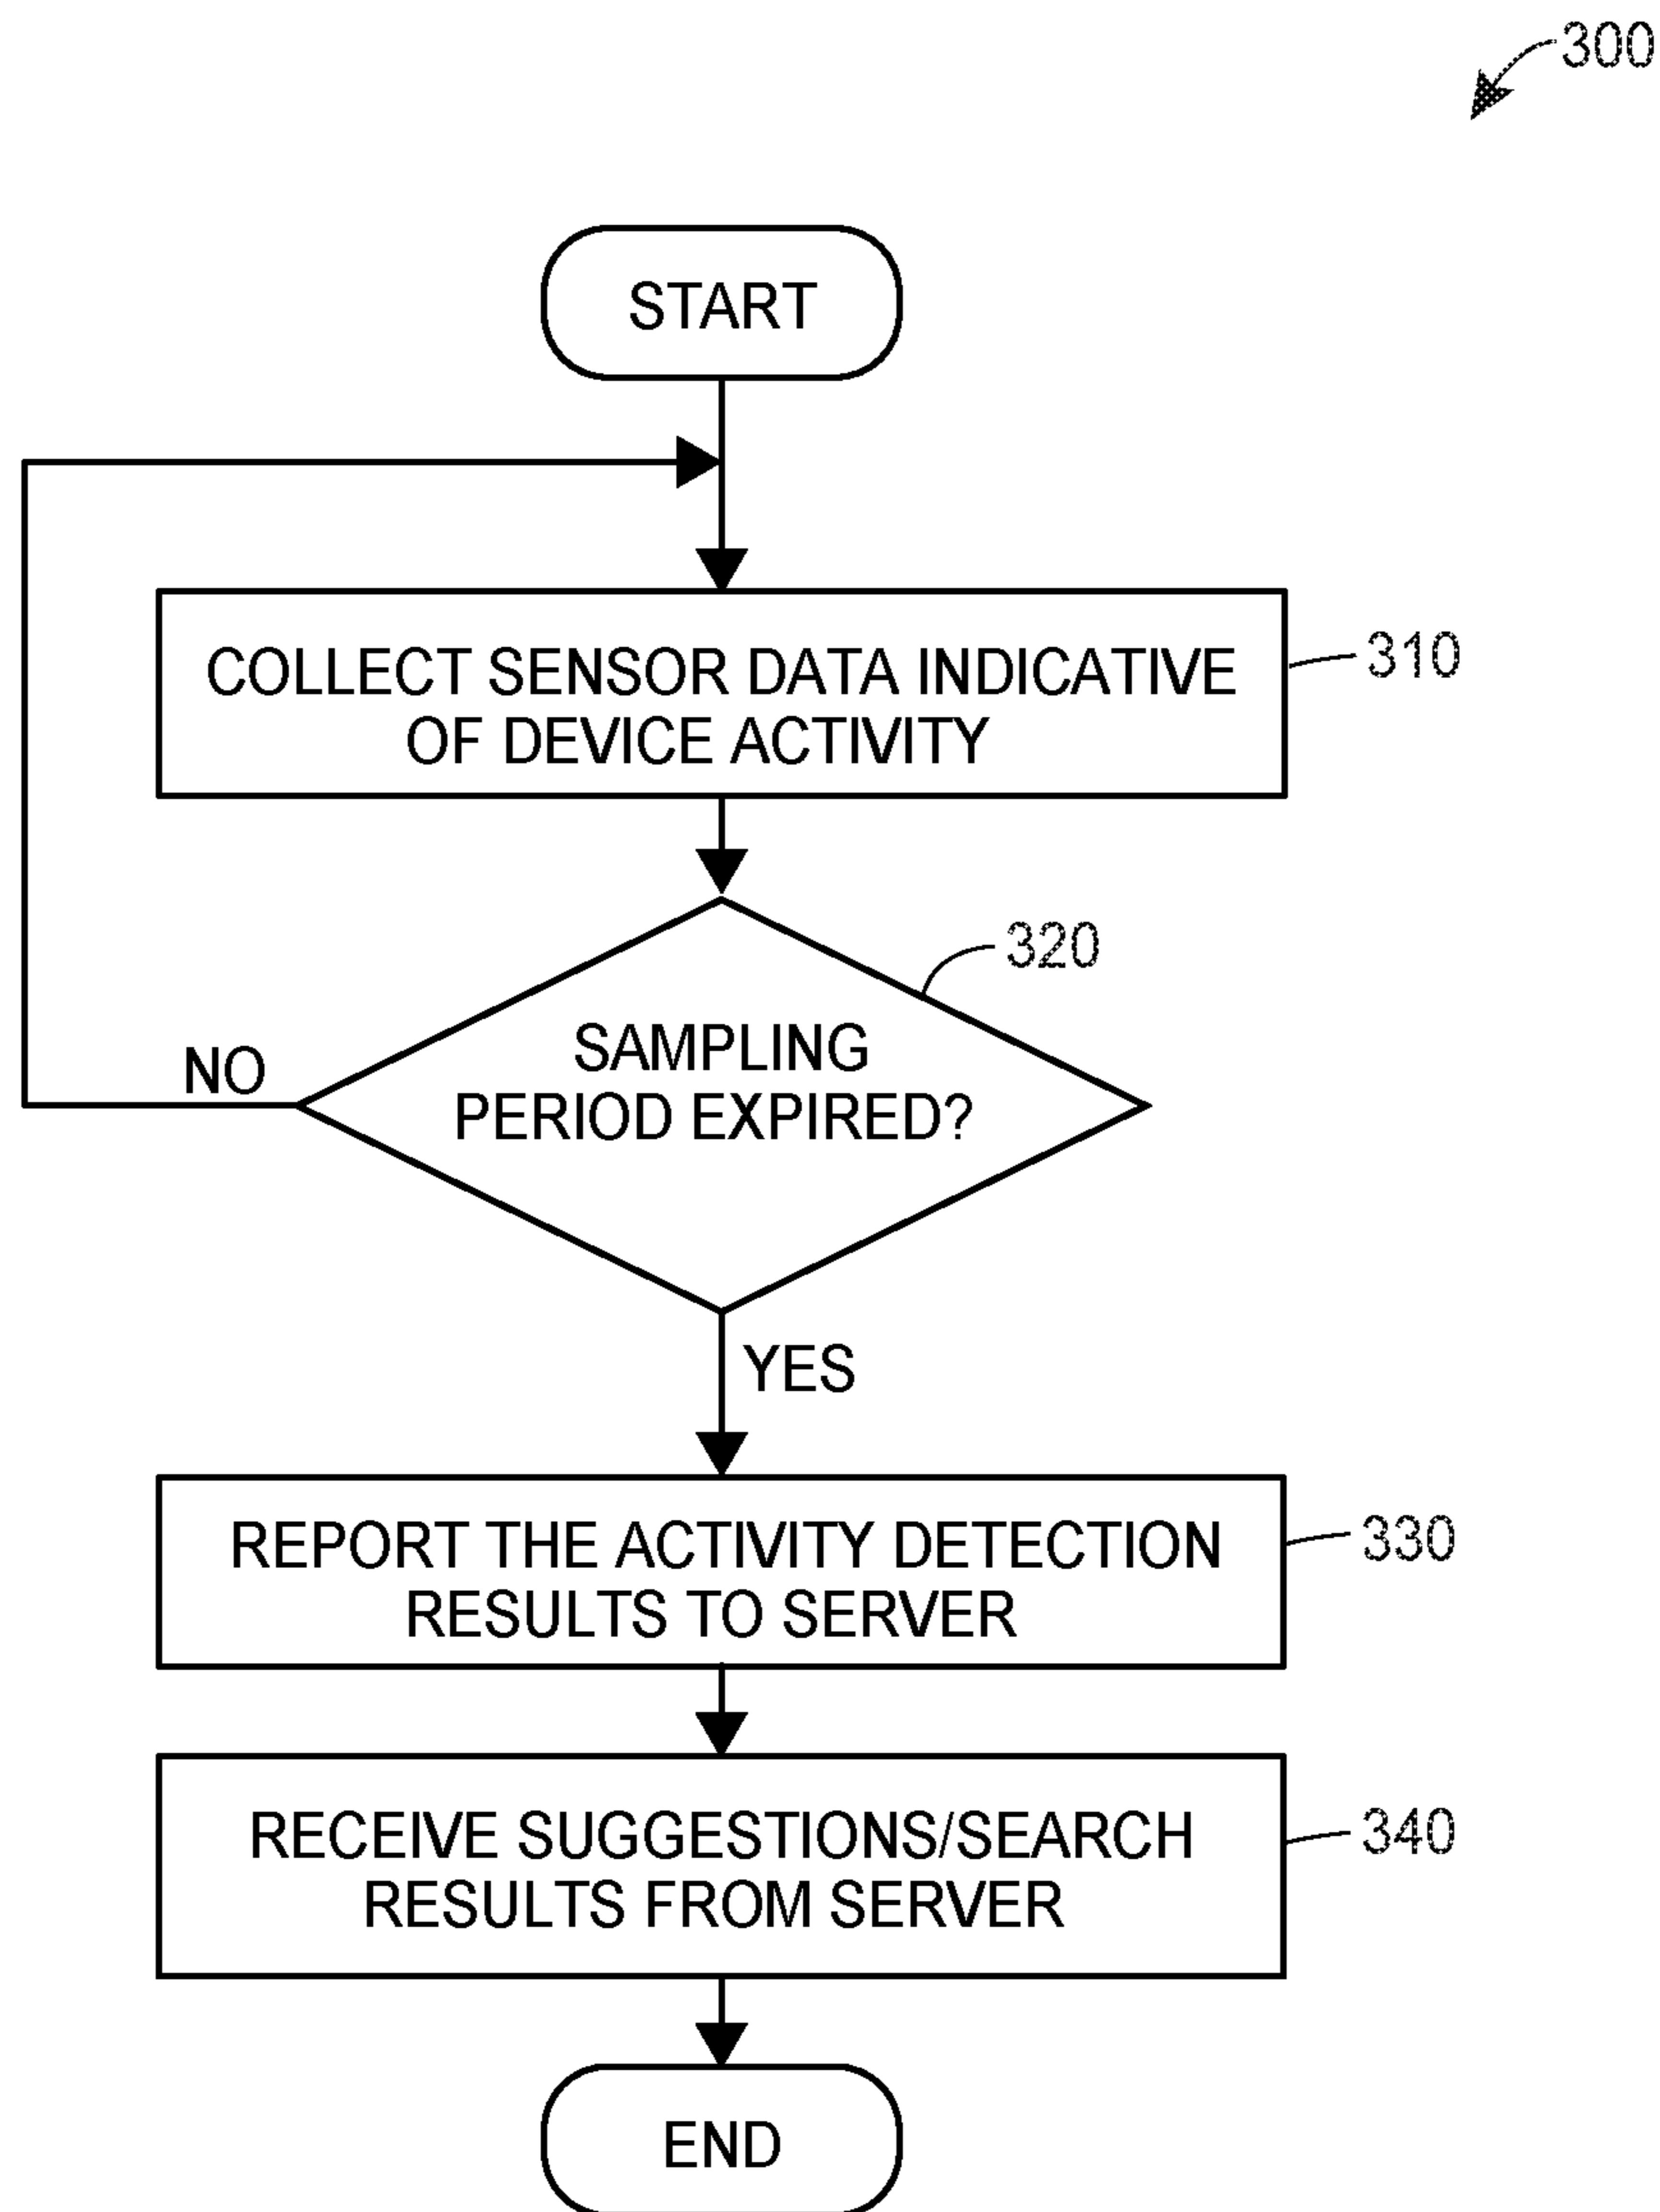 300
START
COLLECT SENSOR DATA INDICATIVE
OF DEVICE ACTIVITY
310
320
SAMPLING
PERIOD EXPIRED?
NO
YES
REPORT THE ACTIVITY DETECTION
RESULTS TO SERVER
330
RECEIVE SUGGESTIONS/SEARCH
RESULTS FROM SERVER
340
END